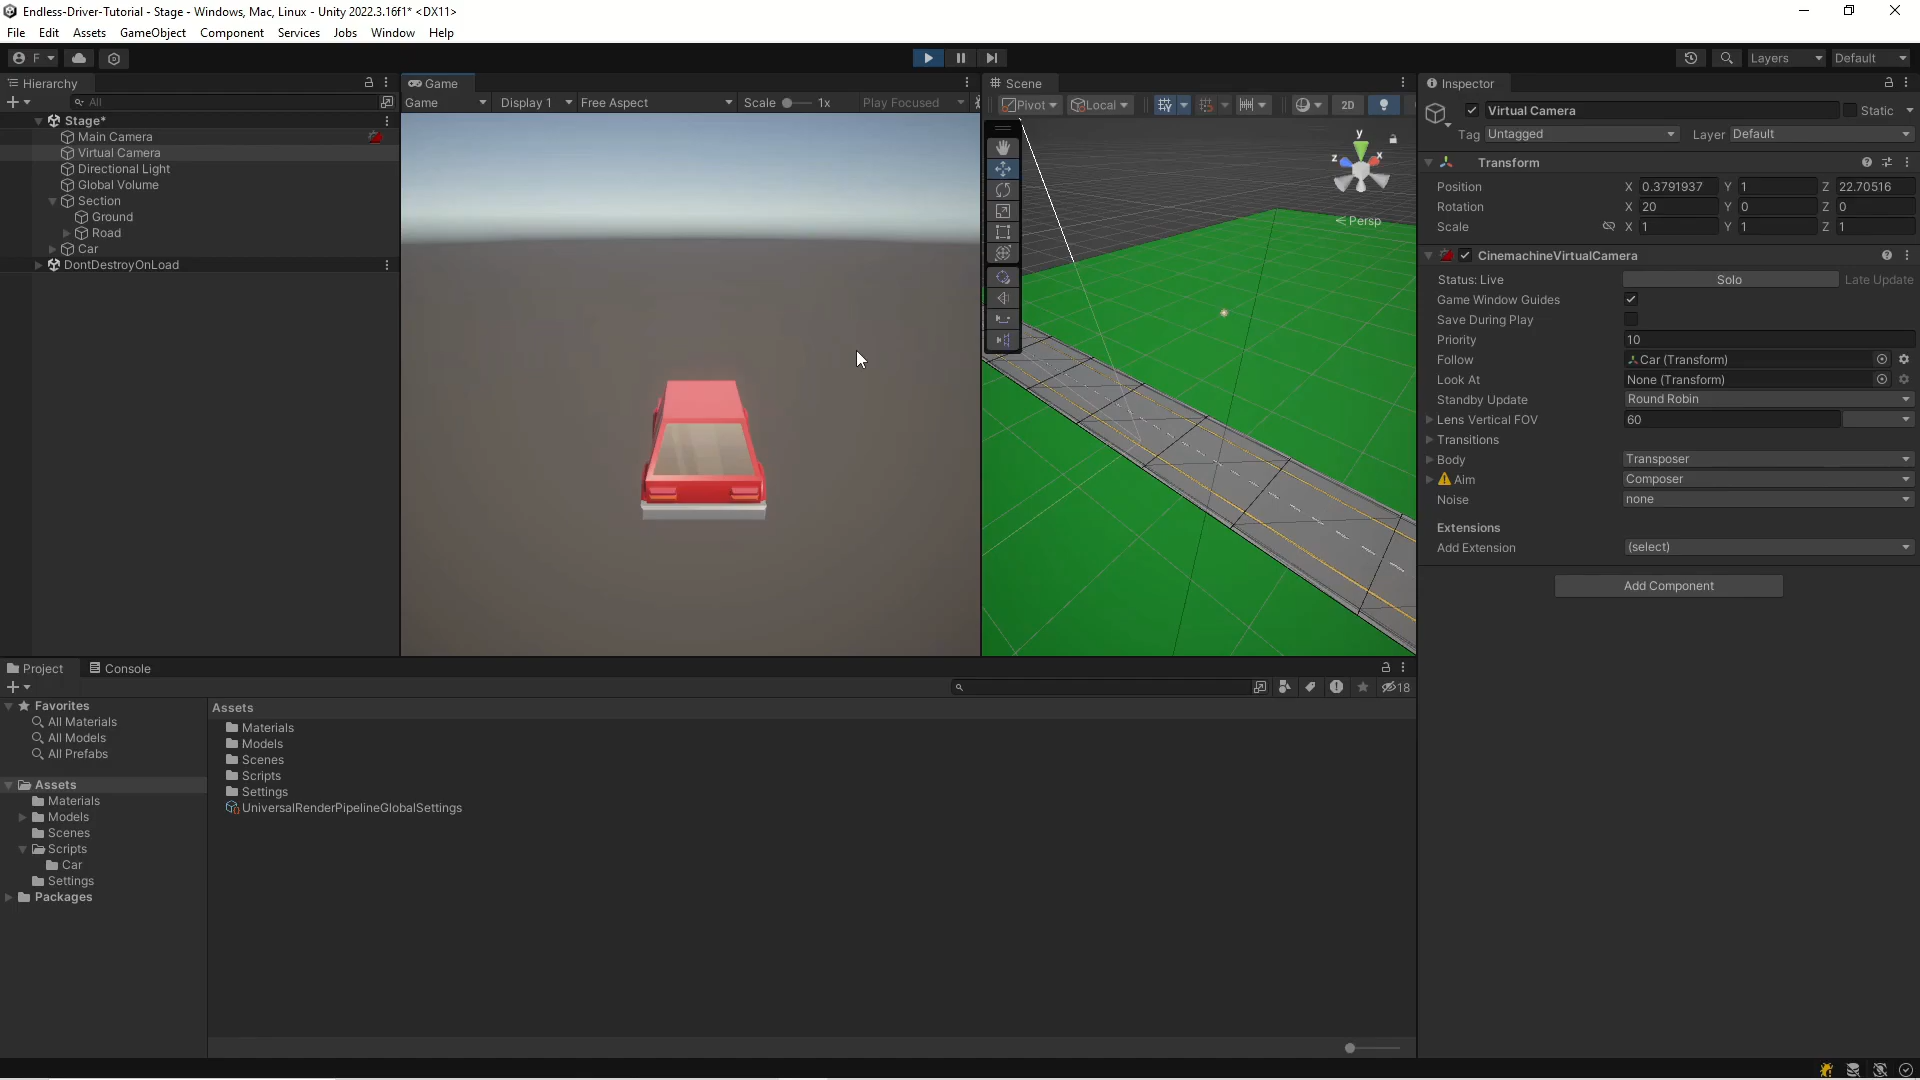 Endless-Driver-Tutorial - Stage - Windows, Mac, Linux - Unity 2022.3.16f1* <DX11>
File Edit Assets GameObject Component Services Jobs Window Help
F Layers Default
Hierarchy
All
Stage*
Main Camera
Virtual Camera
Directional Light
Global Volume
Section
Ground
Road
Car
DontDestroyOnLoad
Game
Game Display 1 Free Aspect Scale 1x Play Focused
Scene
Pivot Local 2D
y
z
x
Persp
Inspector
Virtual Camera Static
Tag Untagged Layer Default
Transform
Position X 0.3791937 Y 1 Z 22.70516
Rotation X 20 Y 0 Z 0
Scale X 1 Y 1 Z 1
CinemachineVirtualCamera
Status: Live Solo Late Update
Game Window Guides
Save During Play
Priority 10
Follow Car (Transform)
Look At None (Transform)
Standby Update Round Robin
Lens Vertical FOV 60
Transitions
Body Transposer
Aim Composer
Noise none
Extensions
Add Extension (select)
Add Component
Project Console
18
Favorites
All Materials
All Models
All Prefabs
Assets
Materials
Models
Scenes
Scripts
Car
Settings
Packages
Assets
Materials
Models
Scenes
Scripts
Settings
UniversalRenderPipelineGlobalSettings